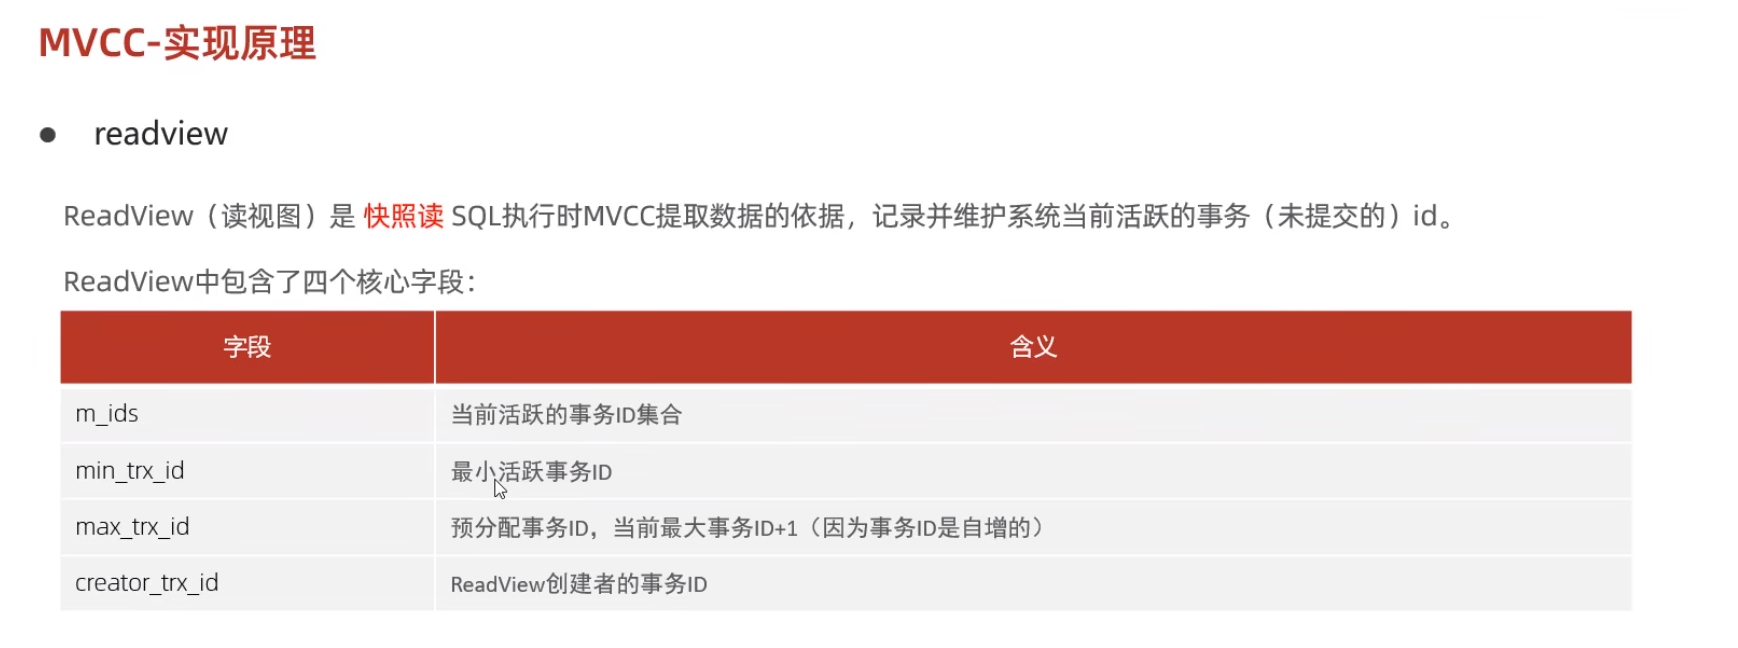 MVCC-实现原理
● readview
ReadView（读视图）是 快照读 SQL执行时MVCC提取数据的依据，记录并维护系统当前活跃的事务（未提交的）id。
ReadView中包含了四个核心字段：
字段 含义
m_ids 当前活跃的事务ID集合
min_trx_id 最小活跃事务ID
max_trx_id 预分配事务ID，当前最大事务ID+1（因为事务ID是自增的）
creator_trx_id ReadView创建者的事务ID